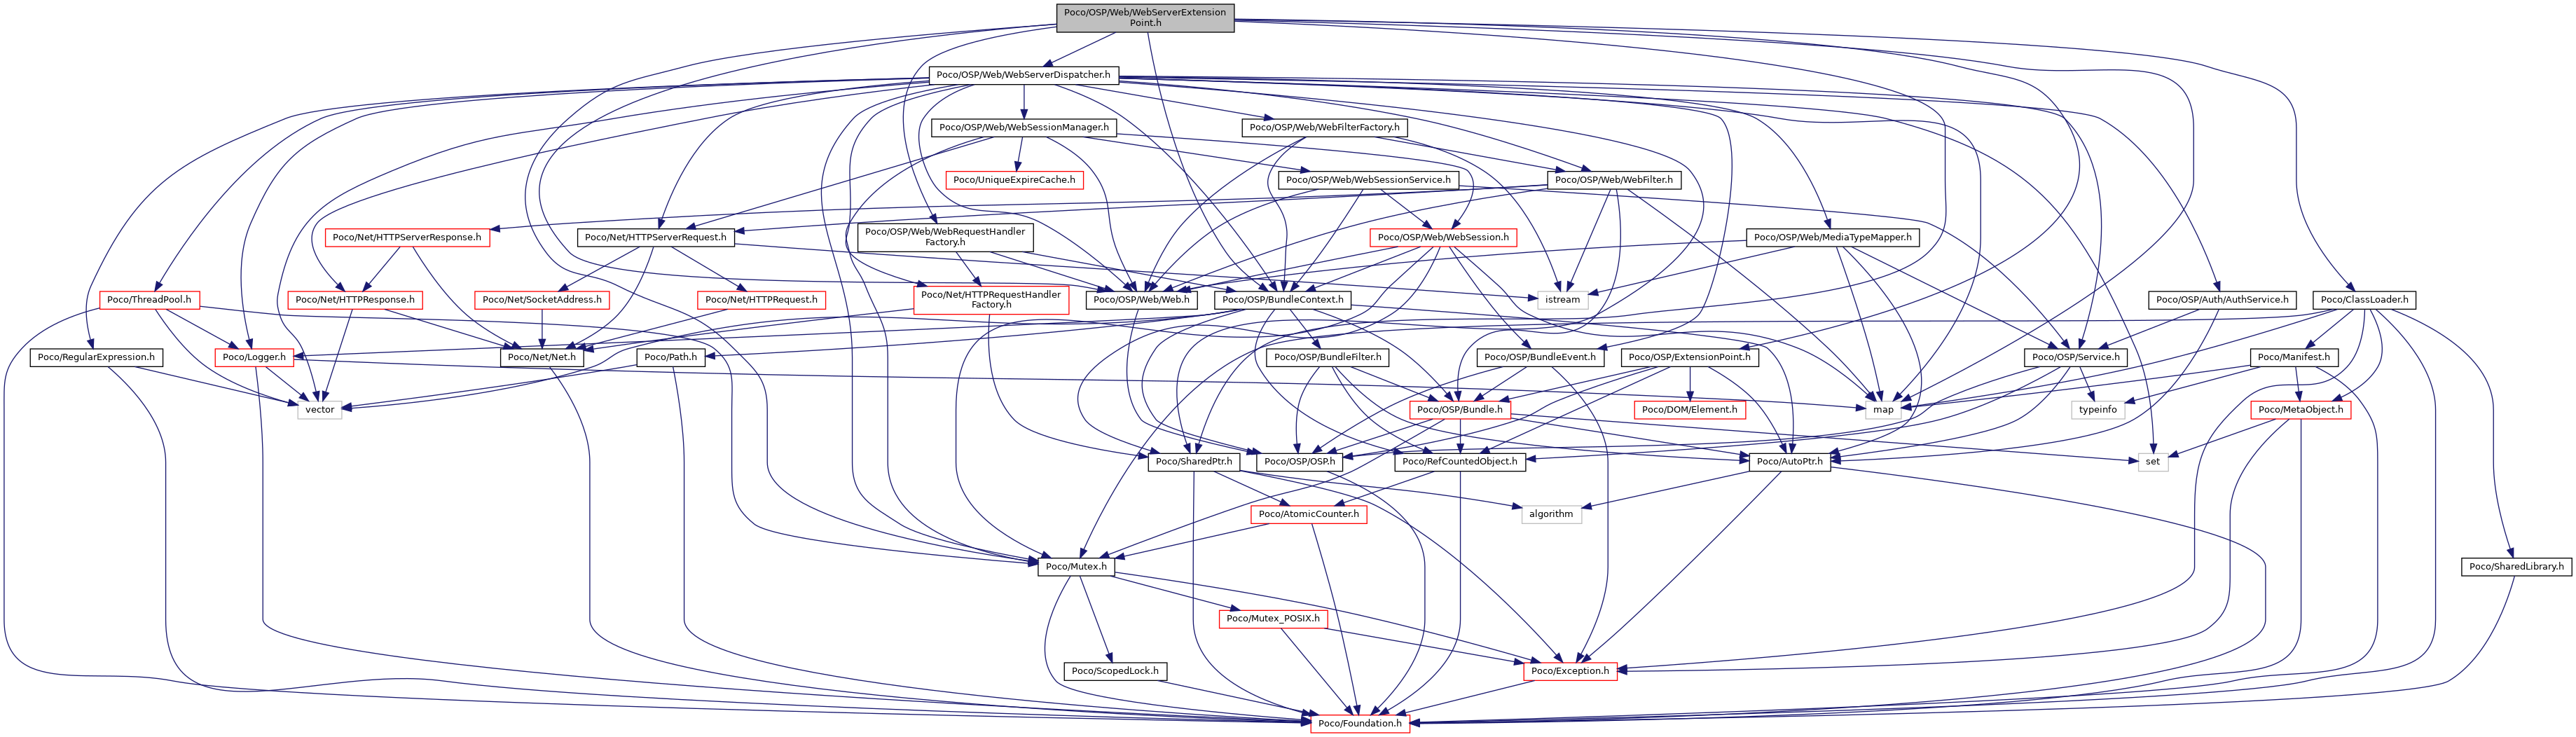 Poco/OSP/Web/WebServerExtension
Point.h
Poco/OSP/Web/WebServerDispatcher.h
Poco/OSP/Web/WebSessionManager.h
Poco/OSP/Web/WebFilterFactory.h
Poco/UniqueExpireCache.h
Poco/OSP/Web/WebSessionService.h
Poco/OSP/Web/WebFilter.h
Poco/Net/HTTPServerResponse.h
Poco/Net/HTTPServerRequest.h
Poco/OSP/Web/WebRequestHandler
Factory.h
Poco/OSP/Web/WebSession.h
Poco/OSP/Web/MediaTypeMapper.h
Poco/ThreadPool.h
Poco/Net/HTTPResponse.h
Poco/Net/SocketAddress.h
Poco/Net/HTTPRequest.h
Poco/Net/HTTPRequestHandler
Factory.h
Poco/OSP/Web/Web.h
Poco/OSP/BundleContext.h
istream
Poco/OSP/Auth/AuthService.h
Poco/ClassLoader.h
Poco/RegularExpression.h
Poco/Logger.h
Poco/Net/Net.h
Poco/Path.h
Poco/OSP/BundleFilter.h
Poco/OSP/BundleEvent.h
Poco/OSP/ExtensionPoint.h
Poco/OSP/Service.h
Poco/Manifest.h
vector
Poco/OSP/Bundle.h
Poco/DOM/Element.h
map
typeinfo
Poco/MetaObject.h
Poco/SharedPtr.h
Poco/OSP/OSP.h
Poco/RefCountedObject.h
Poco/AutoPtr.h
set
Poco/AtomicCounter.h
algorithm
Poco/Mutex.h
Poco/SharedLibrary.h
Poco/Mutex_POSIX.h
Poco/ScopedLock.h
Poco/Exception.h
Poco/Foundation.h